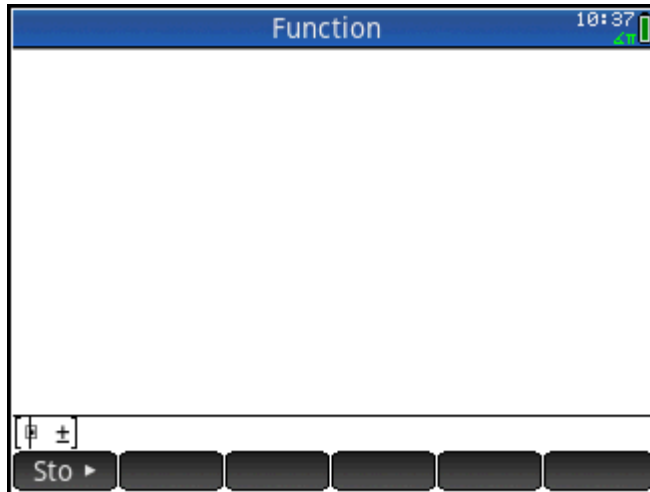 Function
10:37
∡π
[▯ ±]
Sto ►